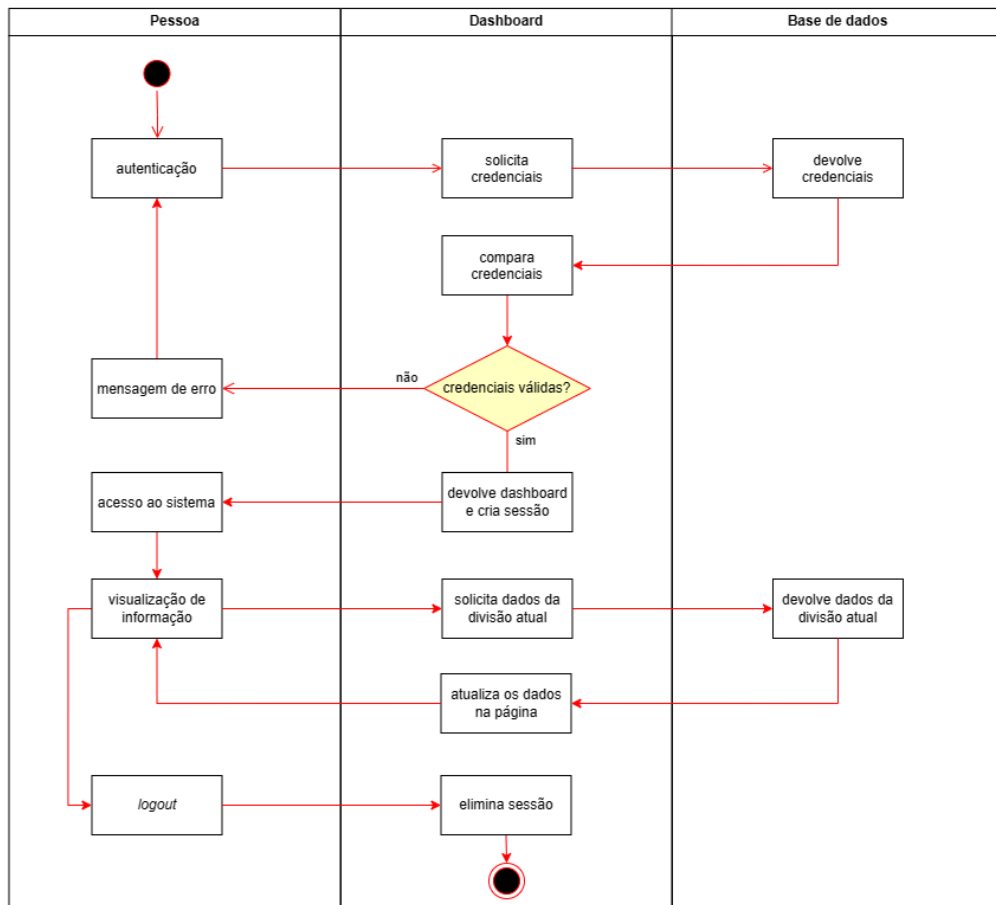 Pessoa
Dashboard
Base de dados
autenticação
solicita
credenciais
devolve
credenciais
compara
credenciais
mensagem de erro
não
credenciais válidas?
sim
acesso ao sistema
devolve dashboard
e cria sessão
visualização de
informação
solicita dados da
divisão atual
devolve dados da
divisão atual
atualiza os dados
na página
logout
elimina sessão